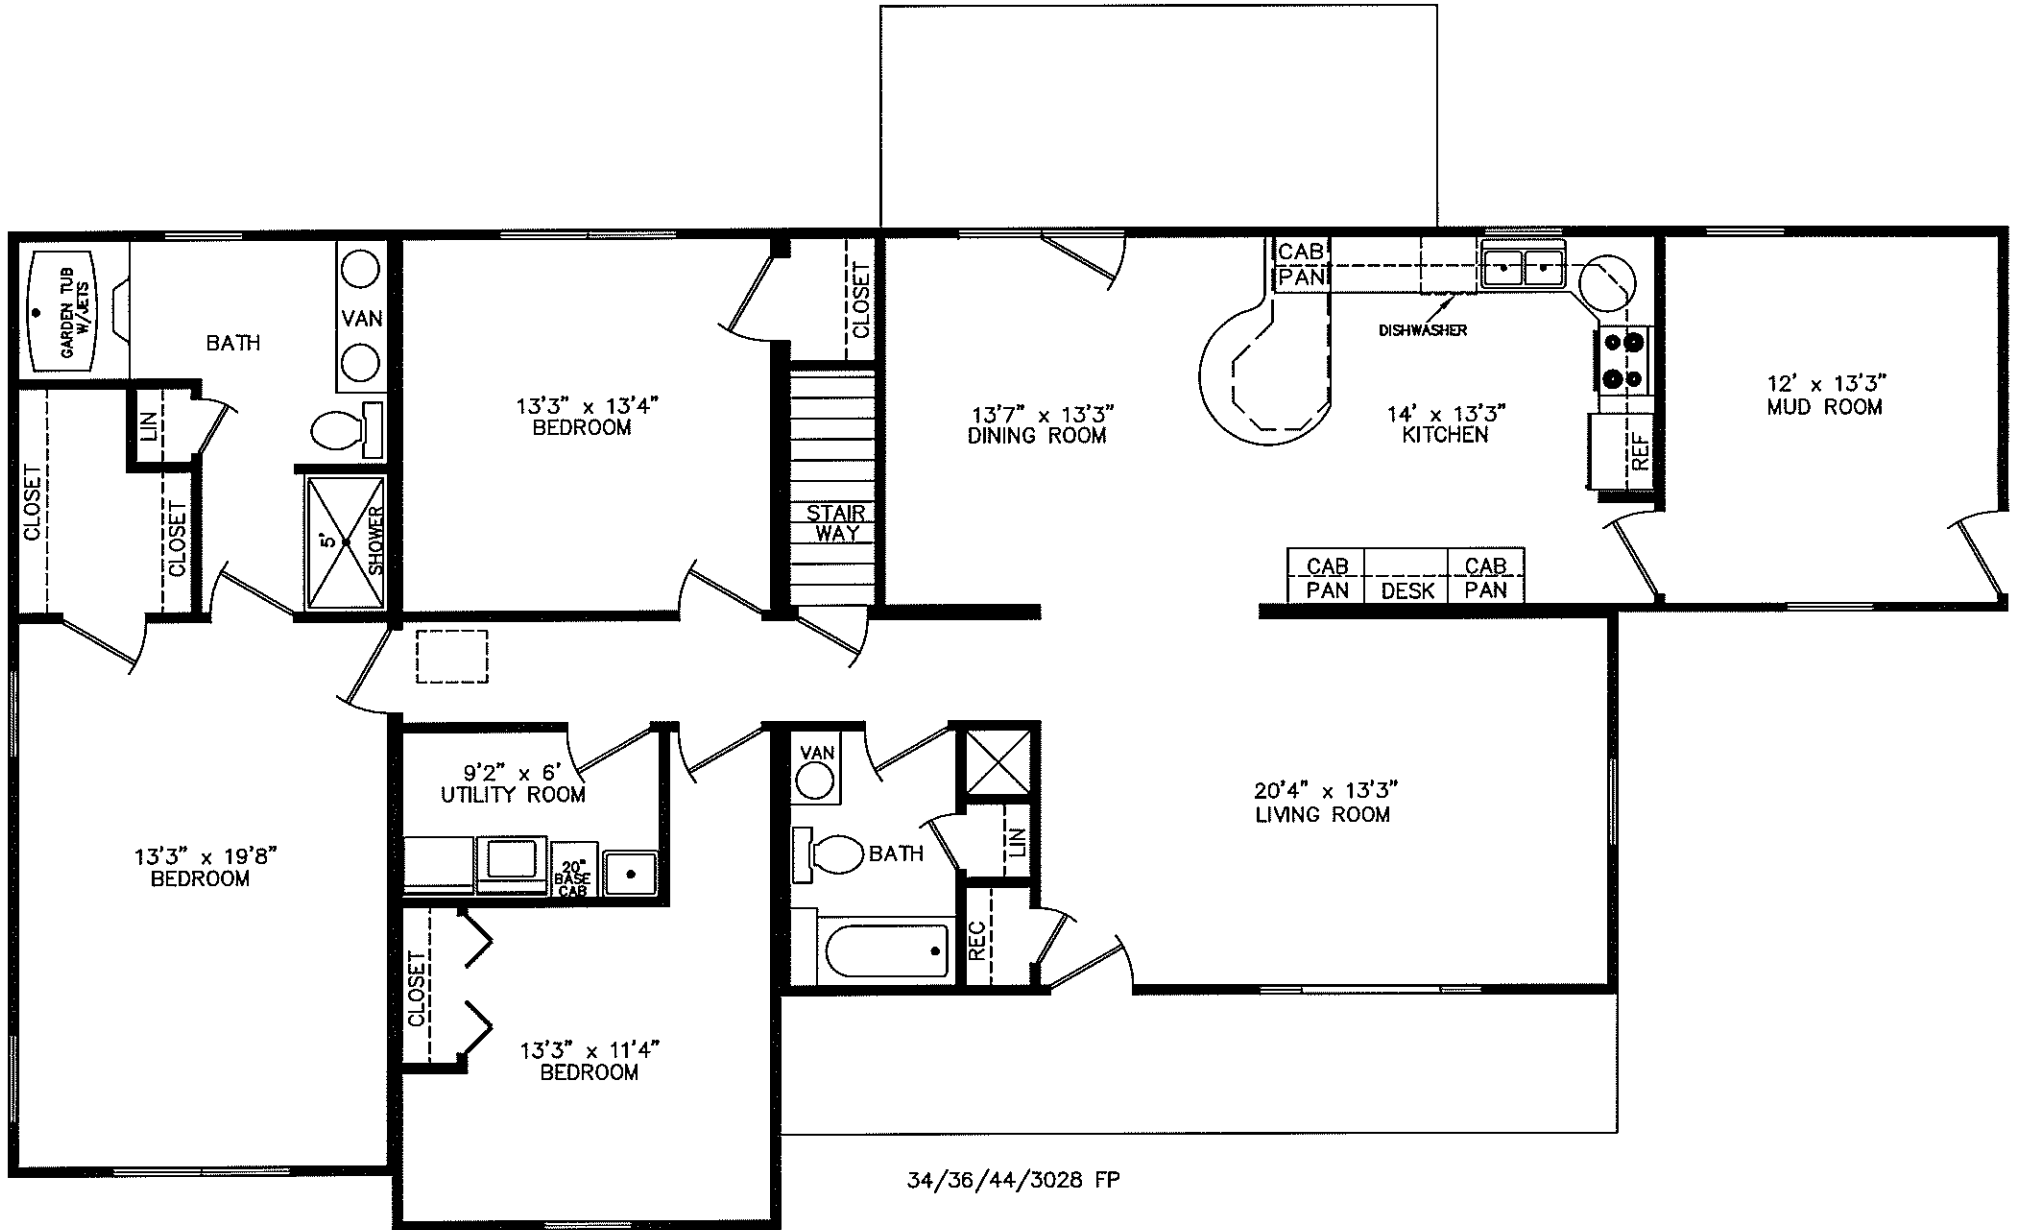 GARDEN TUB
W/JETS
BATH
VAN
CLOSET
LIN
CLOSET
5'
SHOWER
13'3" x 13'4"
BEDROOM
CLOSET
STAIR
WAY
13'7" x 13'3"
DINING ROOM
CAB
PAN
DISHWASHER
14' x 13'3"
KITCHEN
REF
CAB
PAN
DESK
CAB
PAN
12' x 13'3"
MUD ROOM
13'3" x 19'8"
BEDROOM
9'2" x 6'
UTILITY ROOM
20"
BASE
CAB
CLOSET
13'3" x 11'4"
BEDROOM
VAN
BATH
LIN
REC
20'4" x 13'3"
LIVING ROOM
34/36/44/3028 FP